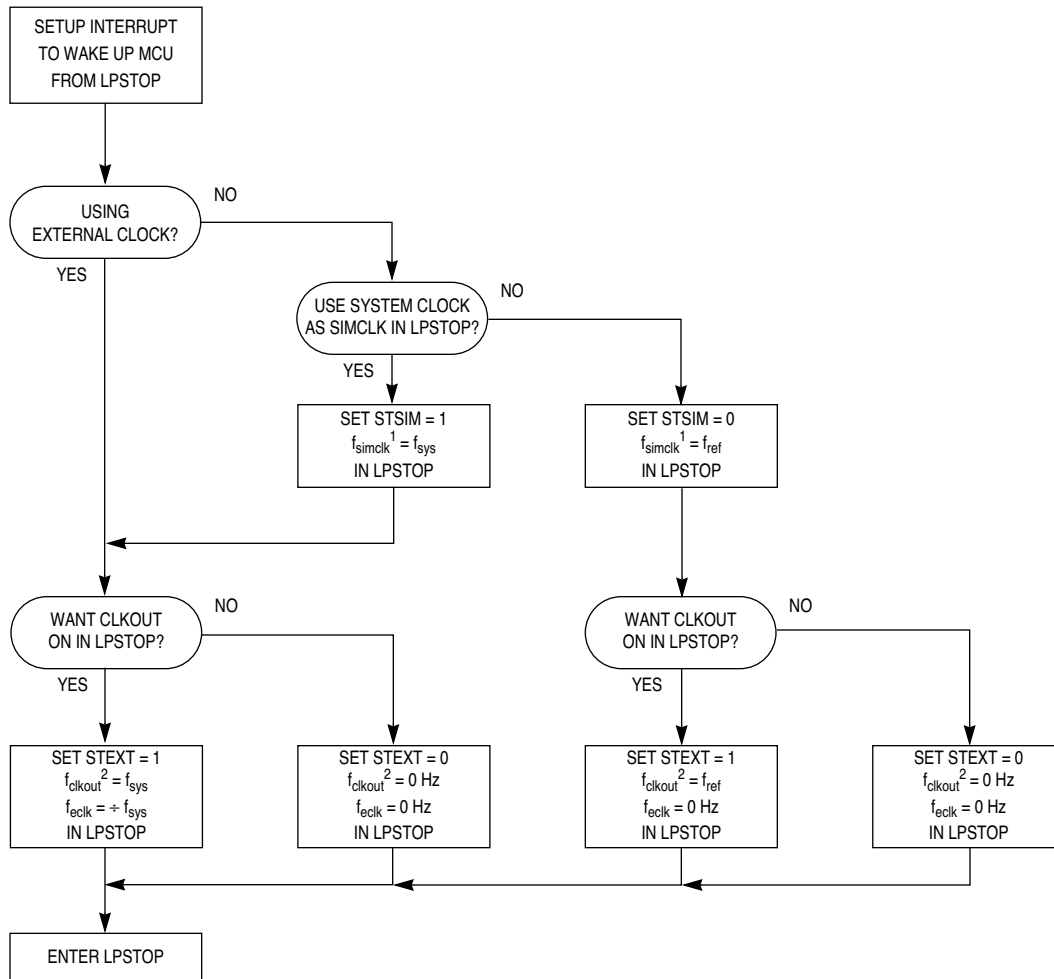 SETUP INTERRUPT
TO WAKE UP MCU
FROM LPSTOP
USING
EXTERNAL CLOCK?
NO
YES
USE SYSTEM CLOCK
AS SIMCLK IN LPSTOP?
NO
YES
SET STSIM = 1
fsimclk1 = fsys
IN LPSTOP
SET STSIM = 0
fsimclk1 = fref
IN LPSTOP
WANT CLKOUT
ON IN LPSTOP?
NO
YES
WANT CLKOUT
ON IN LPSTOP?
NO
YES
SET STEXT = 1
fclkout2 = fsys
feclk = ÷ fsys
IN LPSTOP
SET STEXT = 0
fclkout2 = 0 Hz
feclk = 0 Hz
IN LPSTOP
SET STEXT = 1
fclkout2 = fref
feclk = 0 Hz
IN LPSTOP
SET STEXT = 0
fclkout2 = 0 Hz
feclk = 0 Hz
IN LPSTOP
ENTER LPSTOP